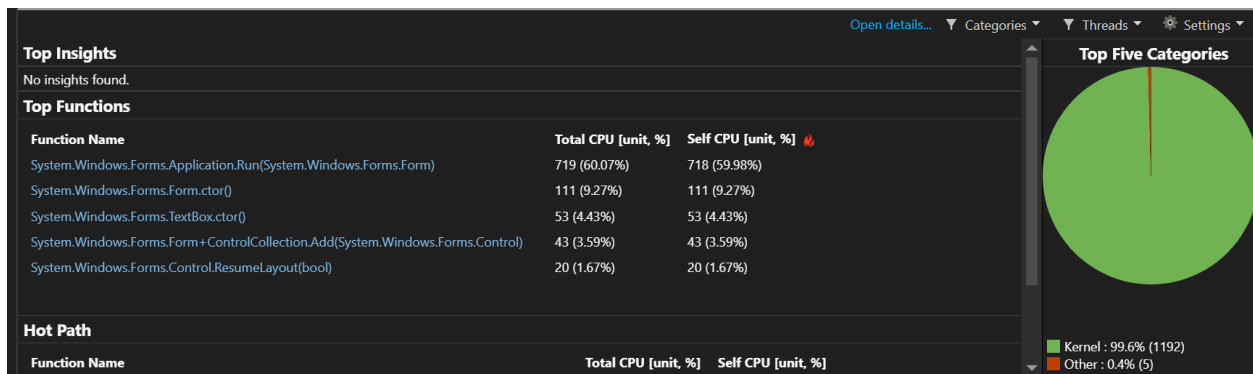 Open details... Categories Threads Settings
Top Insights
No insights found.
Top Functions
Function Name Total CPU [unit, %] Self CPU [unit, %]
System.Windows.Forms.Application.Run(System.Windows.Forms.Form) 719 (60.07%) 718 (59.98%)
System.Windows.Forms.Form.ctor() 111 (9.27%) 111 (9.27%)
System.Windows.Forms.TextBox.ctor() 53 (4.43%) 53 (4.43%)
System.Windows.Forms.Form+ControlCollection.Add(System.Windows.Forms.Control) 43 (3.59%) 43 (3.59%)
System.Windows.Forms.Control.ResumeLayout(bool) 20 (1.67%) 20 (1.67%)
Hot Path
Function Name Total CPU [unit, %] Self CPU [unit, %]
Top Five Categories
Kernel : 99.6% (1192)
Other : 0.4% (5)